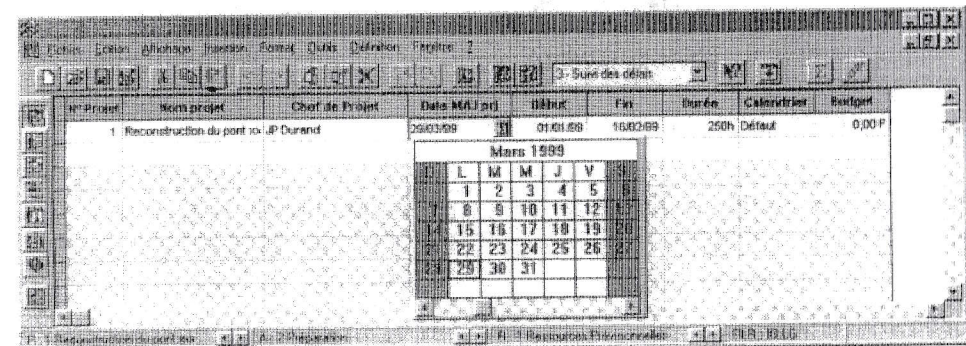 Fichier Edition Affichage Insertion Format Outils Définition Fenêtre ?
3 - Suivi des délais
N° Projet Nom projet Chef de Projet Date MAJ prj Début Fin Durée Calendrier Budget
1 Reconstruction du pont JP Durand 29/03/99 01/01/99 16/02/99 250h Défaut 0,00 F
Mars 1999
L M M J V
1 2 3 4 5
8 9 10 11 12
15 16 17 18 19
22 23 24 25 26
29 30 31